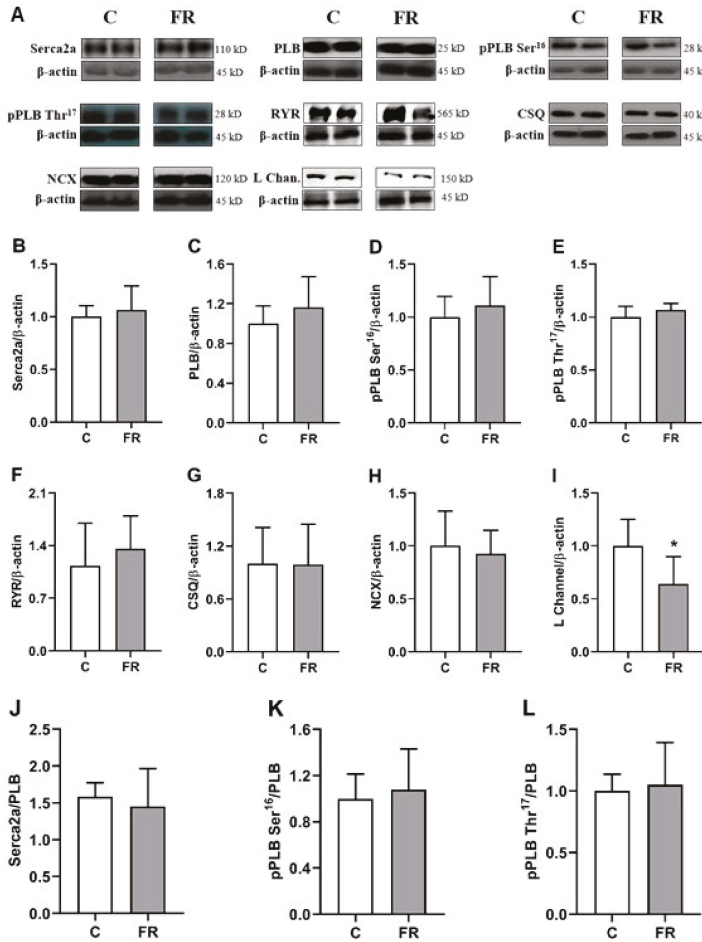 A
C FR C FR C FR
Serca2a 110 kD PLB 25 kD pPLB Ser16 28 k
β-actin 45 kD β-actin 45 kD β-actin 45 k
pPLB Thr17 28 kD RYR 565 kD CSQ 40 k
β-actin 45 kD β-actin 45 kD β-actin 45 k
NCX 120 kD L Chan. 150 kD
β-actin 45 kD β-actin 45 kD
B
Serca2a/β-actin
1.5
1.0
0.5
0.0
C FR
C
PLB/β-actin
1.6
1.2
0.8
0.4
0.0
C FR
D
pPLB Ser16/β-actin
1.5
1.0
0.5
0.0
C FR
E
pPLB Thr17/β-actin
1.5
1.0
0.5
0.0
C FR
F
RYR/β-actin
2.1
1.4
0.7
0.0
C FR
G
CSQ/β-actin
1.8
1.2
0.6
0.0
C FR
H
NCX/β-actin
1.5
1.0
0.5
0.0
C FR
I
L Channel/β-actin
1.5
1.0
0.5
0.0
*
C FR
J
Serca2a/PLB
2.5
2.0
1.5
1.0
0.5
0.0
C FR
K
pPLB Ser16/PLB
1.6
1.2
0.8
0.4
0.0
C FR
L
pPLB Thr17/PLB
1.5
1.0
0.5
0.0
C FR